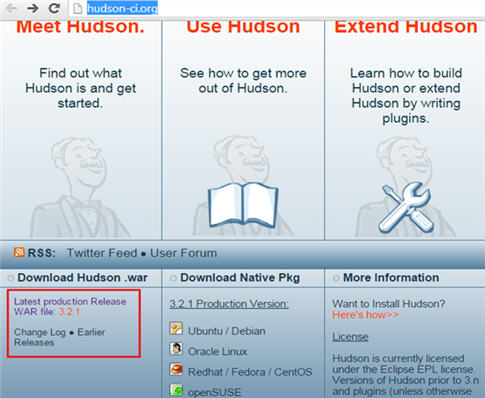 hudson-ci.org
Meet Hudson.
Find out what
Hudson is and get
started.
Use Hudson
See how to get more
out of Hudson.
Extend Hudson
Learn how to build
Hudson or extend
Hudson by writing
plugins.
RSS: Twitter Feed ● User Forum
Download Hudson .war
Latest production Release
WAR file: 3.2.1
Change Log ● Earlier
Releases
Download Native Pkg
3.2.1 Production Version:
Ubuntu / Debian
Oracle Linux
Redhat / Fedora / CentOS
openSUSE
More Information
Want to Install Hudson?
Here's how>>
License
Hudson is currently licensed
under the Eclipse EPL license.
Versions of Hudson prior to 3.n
and plugins (unless otherwise